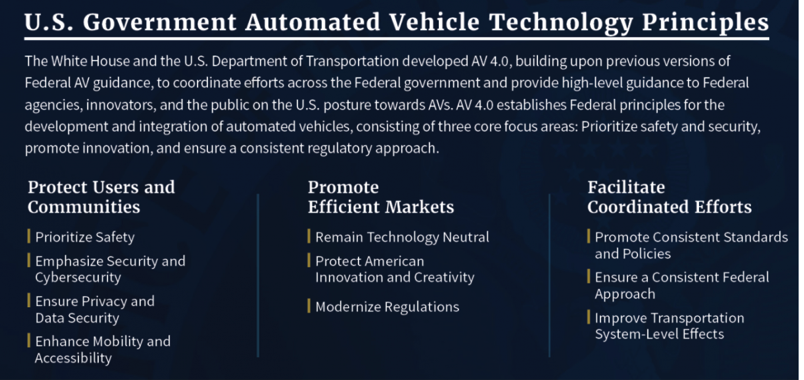 U.S. Government Automated Vehicle Technology Principles
The White House and the U.S. Department of Transportation developed AV 4.0, building upon previous versions of
Federal AV guidance, to coordinate efforts across the Federal government and provide high-level guidance to Federal
agencies, innovators, and the public on the U.S. posture towards AVs. AV 4.0 establishes Federal principles for the
development and integration of automated vehicles, consisting of three core focus areas: Prioritize safety and security,
promote innovation, and ensure a consistent regulatory approach.
Protect Users and
Communities
Prioritize Safety
Emphasize Security and
Cybersecurity
Ensure Privacy and
Data Security
Enhance Mobility and
Accessibility
Promote
Efficient Markets
Remain Technology Neutral
Protect American
Innovation and Creativity
Modernize Regulations
Facilitate
Coordinated Efforts
Promote Consistent Standards
and Policies
Ensure a Consistent Federal
Approach
Improve Transportation
System-Level Effects